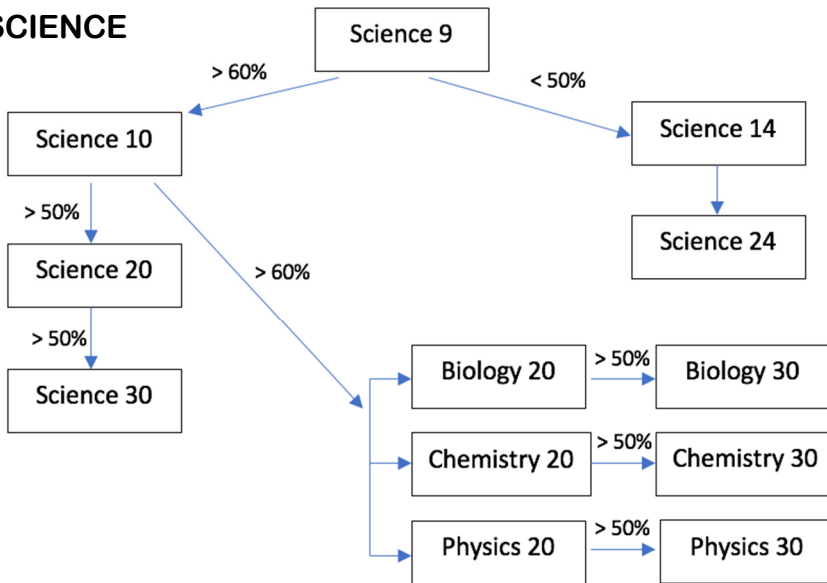 SCIENCE
Science 9
> 60%
< 50%
Science 10
Science 14
> 50%
Science 20
> 60%
Science 24
> 50%
Science 30
Biology 20
> 50%
Biology 30
Chemistry 20
> 50%
Chemistry 30
Physics 20
> 50%
Physics 30